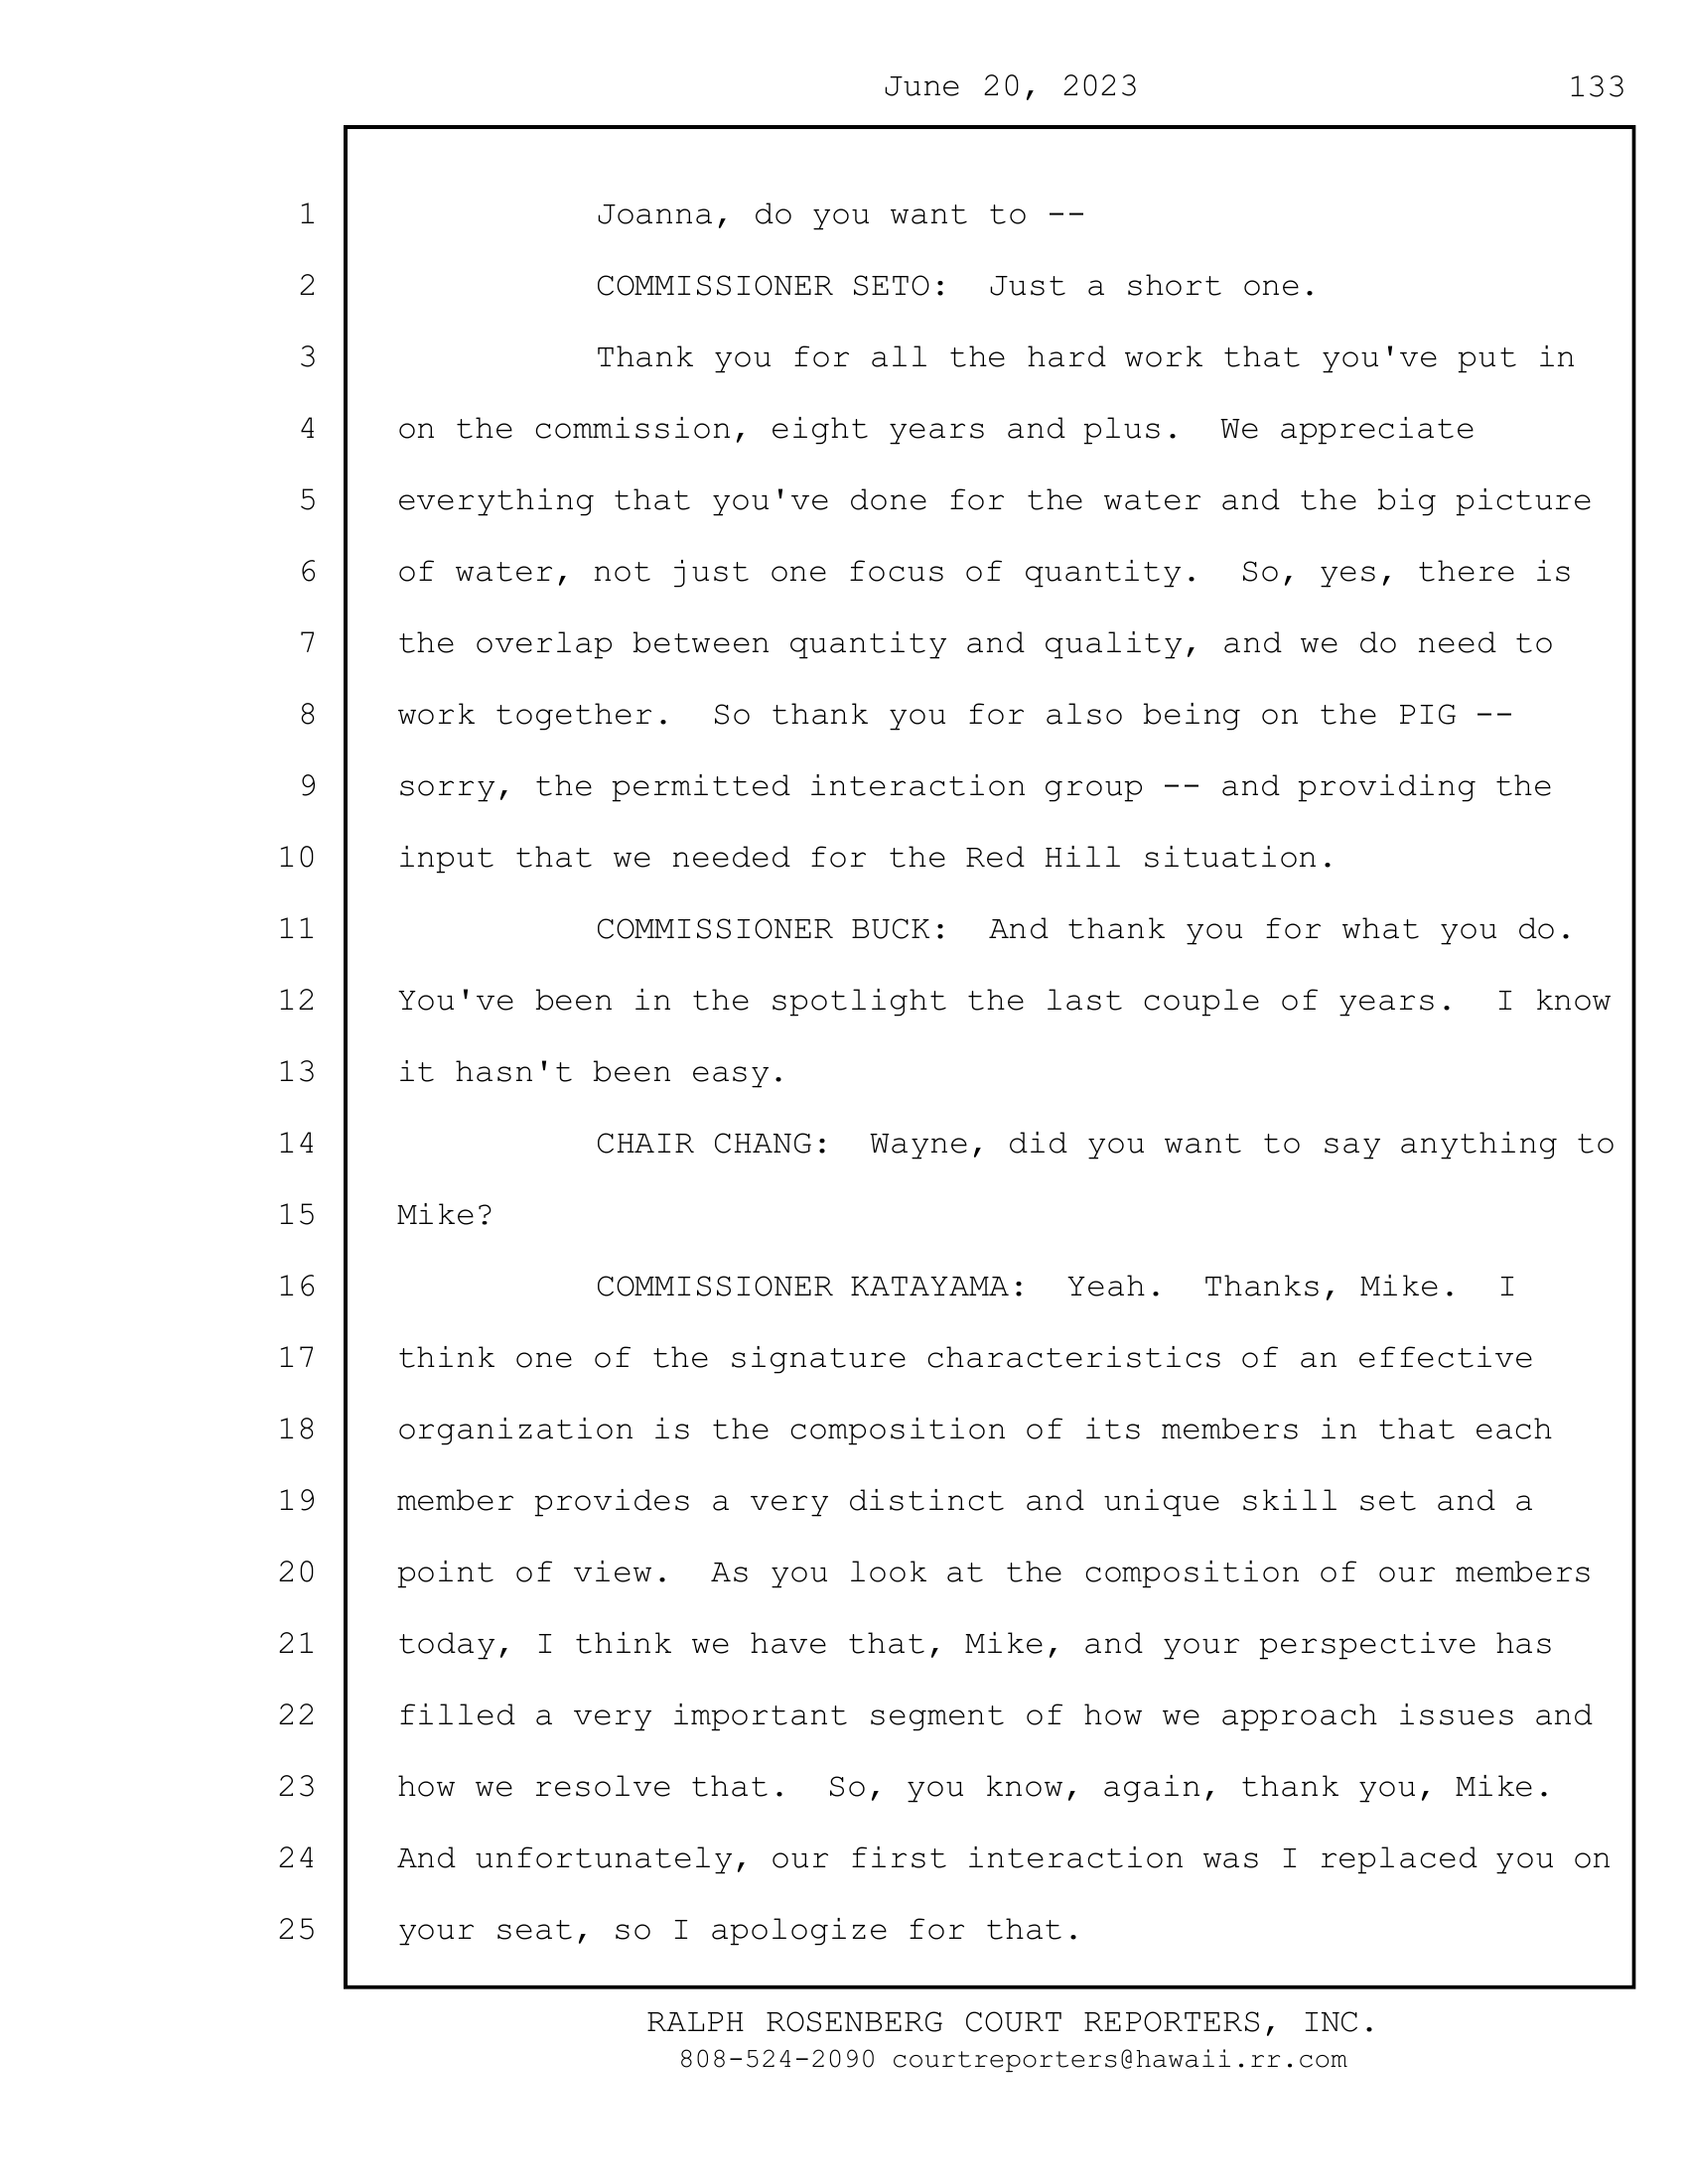 June 20, 2023 133
1 Joanna, do you want to --
2 COMMISSIONER SETO: Just a short one.
3 Thank you for all the hard work that you've put in
4 on the commission, eight years and plus. We appreciate
5 everything that you've done for the water and the big picture
6 of water, not just one focus of quantity. So, yes, there is
7 the overlap between quantity and quality, and we do need to
8 work together. So thank you for also being on the PIG --
9 sorry, the permitted interaction group -- and providing the
10 input that we needed for the Red Hill situation.
11 COMMISSIONER BUCK: And thank you for what you do.
12 You've been in the spotlight the last couple of years. I know
13 it hasn't been easy.
14 CHAIR CHANG: Wayne, did you want to say anything to
15 Mike?
16 COMMISSIONER KATAYAMA: Yeah. Thanks, Mike. I
17 think one of the signature characteristics of an effective
18 organization is the composition of its members in that each
19 member provides a very distinct and unique skill set and a
20 point of view. As you look at the composition of our members
21 today, I think we have that, Mike, and your perspective has
22 filled a very important segment of how we approach issues and
23 how we resolve that. So, you know, again, thank you, Mike.
24 And unfortunately, our first interaction was I replaced you on
25 your seat, so I apologize for that.
RALPH ROSENBERG COURT REPORTERS, INC.
808-524-2090 courtreporters@hawaii.rr.com